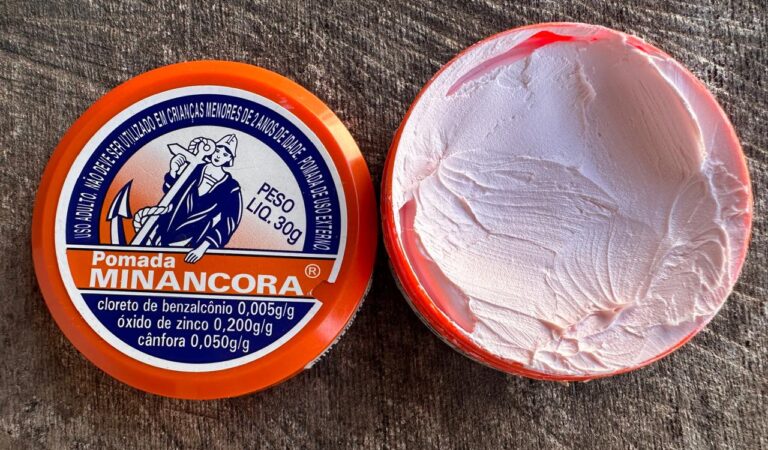 USO ADULTO. NÃO DEVE SER UTILIZADO EM CRIANÇAS MENORES DE 2 ANOS DE IDADE. POMADA DE USO EXTERNO.
PESO
LIQ. 30g
Pomada
MINANCORA®
cloreto de benzalcônio 0,005g/g
óxido de zinco 0,200g/g
cânfora 0,050g/g